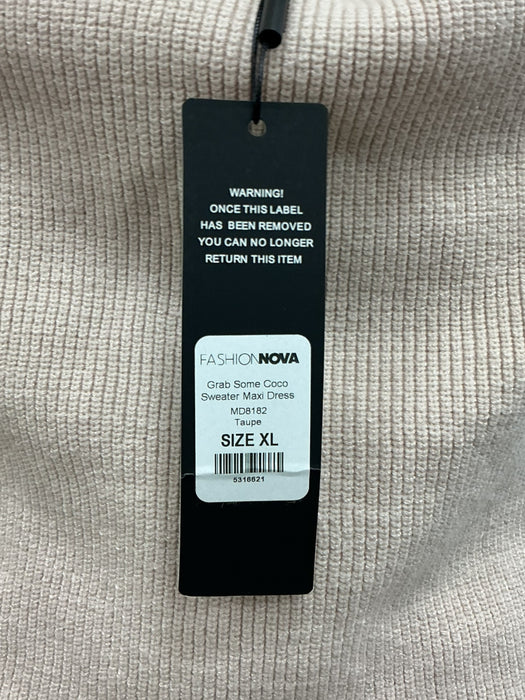 WARNING!
ONCE THIS LABEL
HAS BEEN REMOVED
YOU CAN NO LONGER
RETURN THIS ITEM
FASHIONNOVA
Grab Some Coco
Sweater Maxi Dress
MD8182
Taupe
SIZE XL
5316621